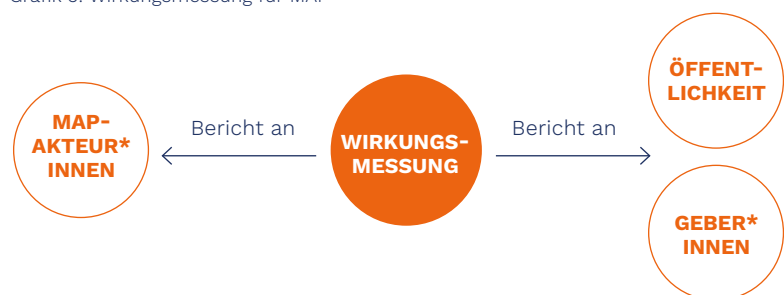 MAP-
AKTEUR*
INNEN
Bericht an
WIRKUNGS-
MESSUNG
Bericht an
ÖFFENT-
LICHKEIT
GEBER*
INNEN